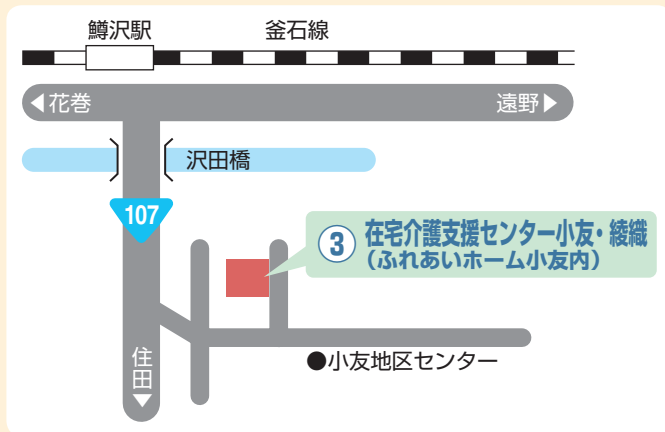 鱒沢駅
釜石線
◀花巻
遠野▶
沢田橋
107
③ 在宅介護支援センター小友・綾織
（ふれあいホーム小友内）
住田▼
●小友地区センター